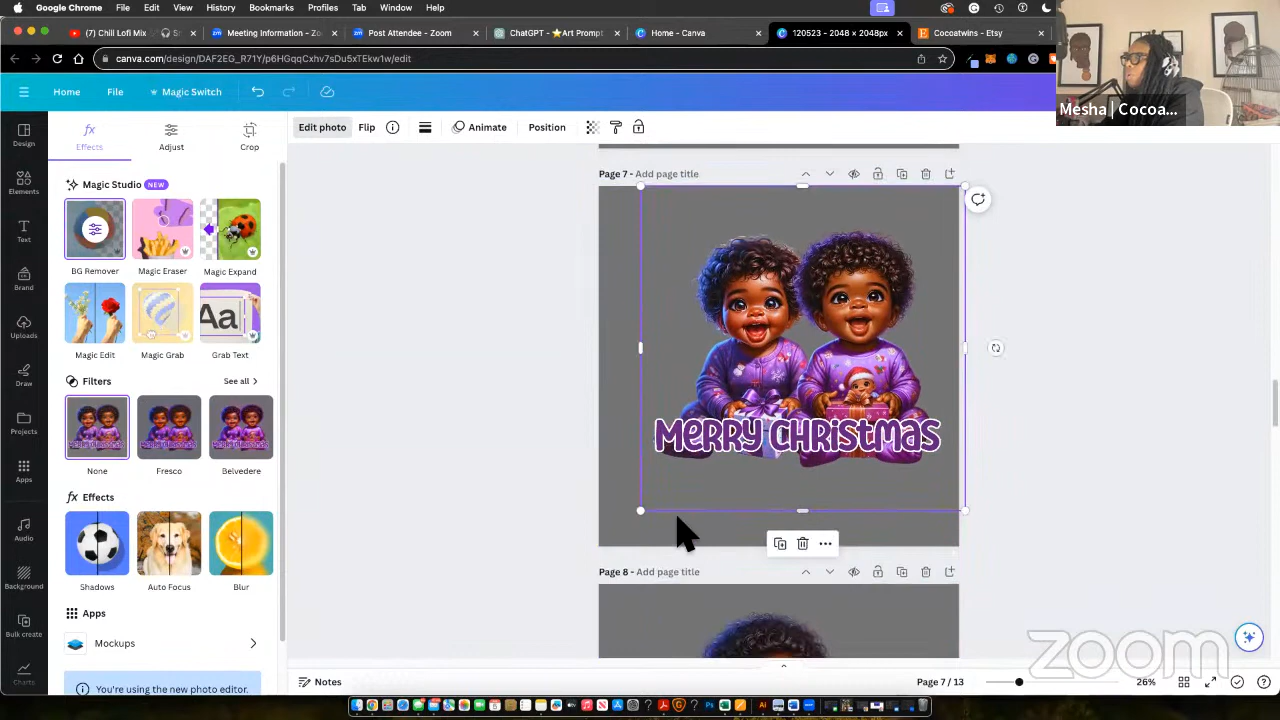 Google Chrome File Edit View History Bookmarks Profiles Tab Window Help
(7) Chill Lofi Mix
Meeting Information - Zo
Post Attendee - Zoom
ChatGPT - ⭐Art Prompt
Home - Canva
120523 - 2048 × 2048px
Cocoatwins - Etsy
canva.com/design/DAF2EG_R71Y/p6HGqqCxhv7sDu5xTEkw1w/edit
Home File Magic Switch
Mesha | Cocoa...
Effects Adjust Crop
Edit photo Flip Animate Position
Design
Elements
Text
Brand
Uploads
Draw
Projects
Apps
Audio
Background
Bulk create
Charts
Magic Studio NEW
BG Remover Magic Eraser Magic Expand
Aa
Magic Edit Magic Grab Grab Text
Filters See all
None Fresco Belvedere
Effects
Shadows Auto Focus Blur
Apps
Mockups
You're using the new photo editor.
Page 7 - Add page title
MERRY CHRISTMAS
Page 8 - Add page title
zoom
Notes
Page 7 / 13 26%